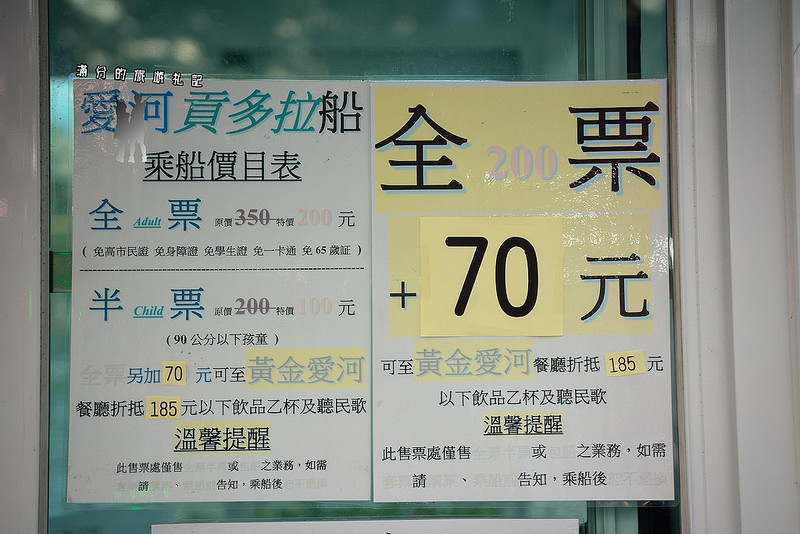 滿分的旅遊札記
愛河貢多拉船
乘船價目表
全 Adult 票 原價 350 特價 200 元
( 免高市民證 免身障證 免學生證 免一卡通 免 65 歲証 )
半 Child 票 原價 200 特價 100 元
( 90 公分以下孩童 )
全票另加 70 元可至黃金愛河
餐廳折抵 185 元以下飲品乙杯及聽民歌
溫馨提醒
此售票處僅售 或 之業務，如需
請 、 告知，乘船後
全 200 票
+ 70 元
可至黃金愛河餐廳折抵 185 元
以下飲品乙杯及聽民歌
溫馨提醒
此售票處僅售 或 之業務，如需
請 、 告知，乘船後